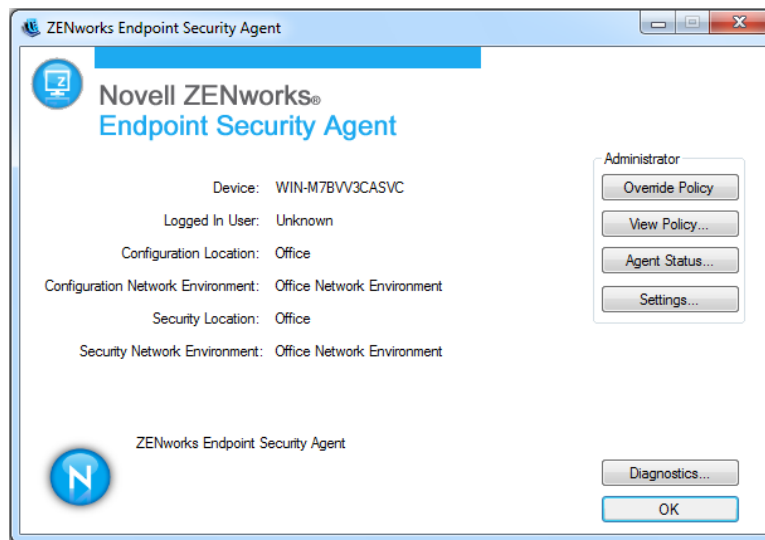 ZENworks Endpoint Security Agent
Novell ZENworks®
Endpoint Security Agent
Device: WIN-M7BVV3CASVC
Logged In User: Unknown
Configuration Location: Office
Configuration Network Environment: Office Network Environment
Security Location: Office
Security Network Environment: Office Network Environment
Administrator
Override Policy
View Policy...
Agent Status...
Settings...
ZENworks Endpoint Security Agent
N
Diagnostics...
OK